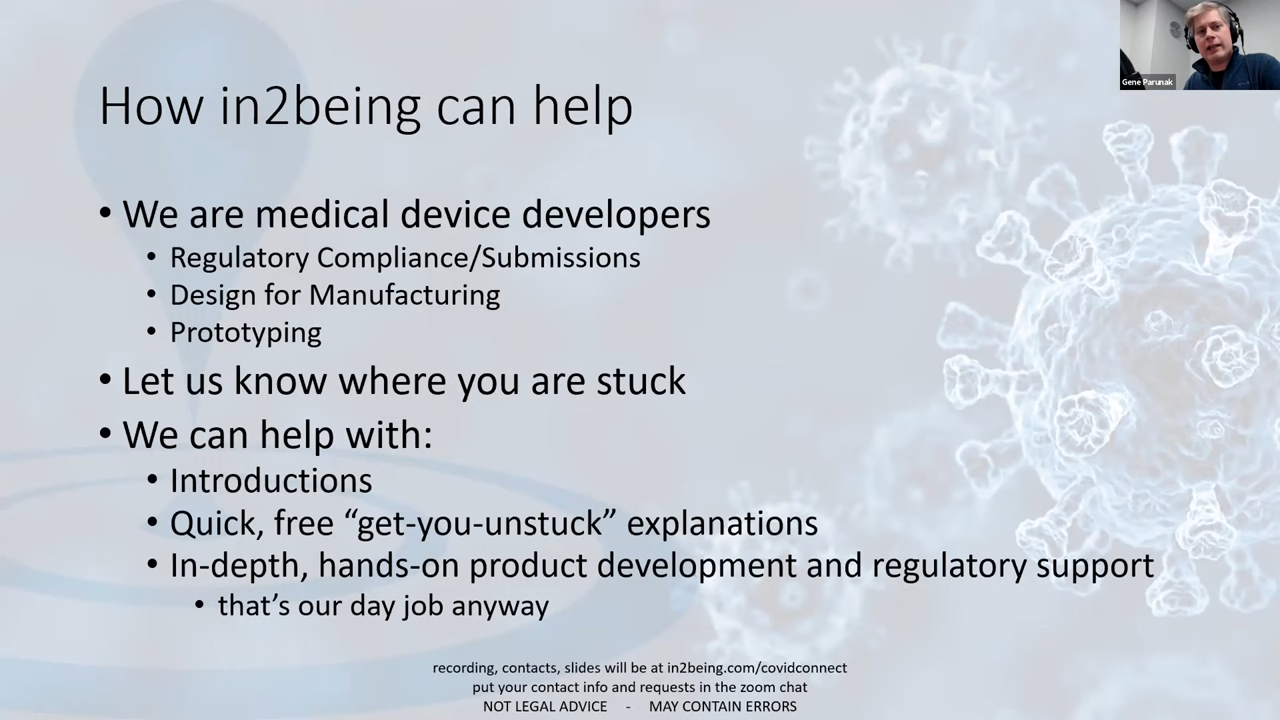 Gene Parunak
How in2being can help
• We are medical device developers
• Regulatory Compliance/Submissions
• Design for Manufacturing
• Prototyping
• Let us know where you are stuck
• We can help with:
• Introductions
• Quick, free “get-you-unstuck” explanations
• In-depth, hands-on product development and regulatory support
• that’s our day job anyway
recording, contacts, slides will be at in2being.com/covidconnect
put your contact info and requests in the zoom chat
NOT LEGAL ADVICE - MAY CONTAIN ERRORS